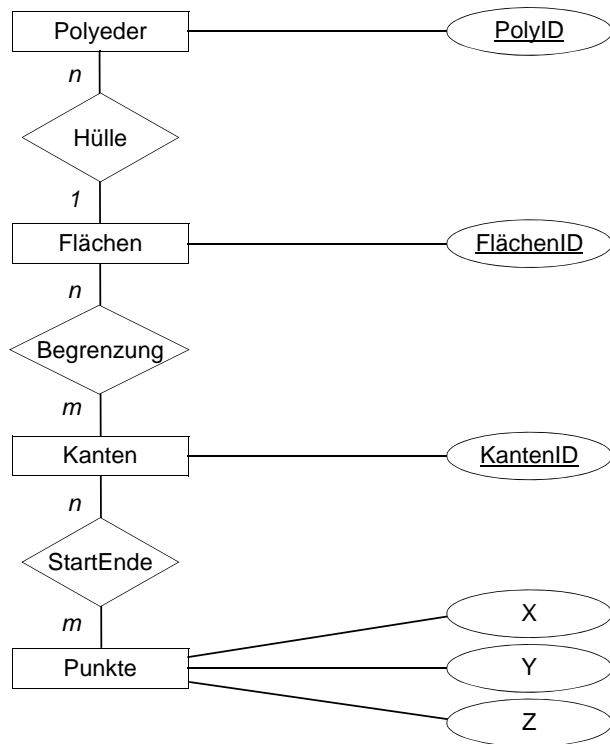 Polyeder PolyID
n
Hülle
1
Flächen FlächenID
n
Begrenzung
m
Kanten KantenID
n
StartEnde
m
X
Punkte Y
Z